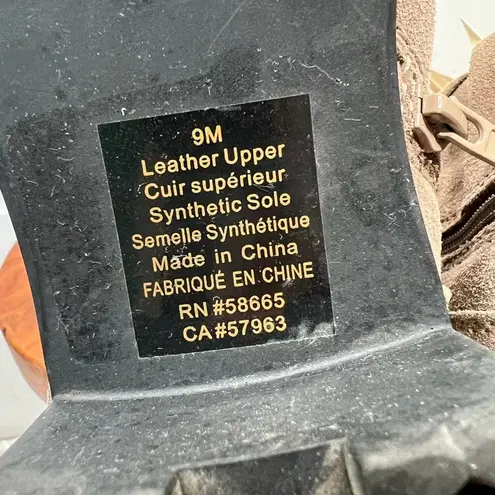 9M
Leather Upper
Cuir supérieur
Synthetic Sole
Semelle Synthétique
Made in China
FABRIQUÉ EN CHINE
RN #58665
CA #57963